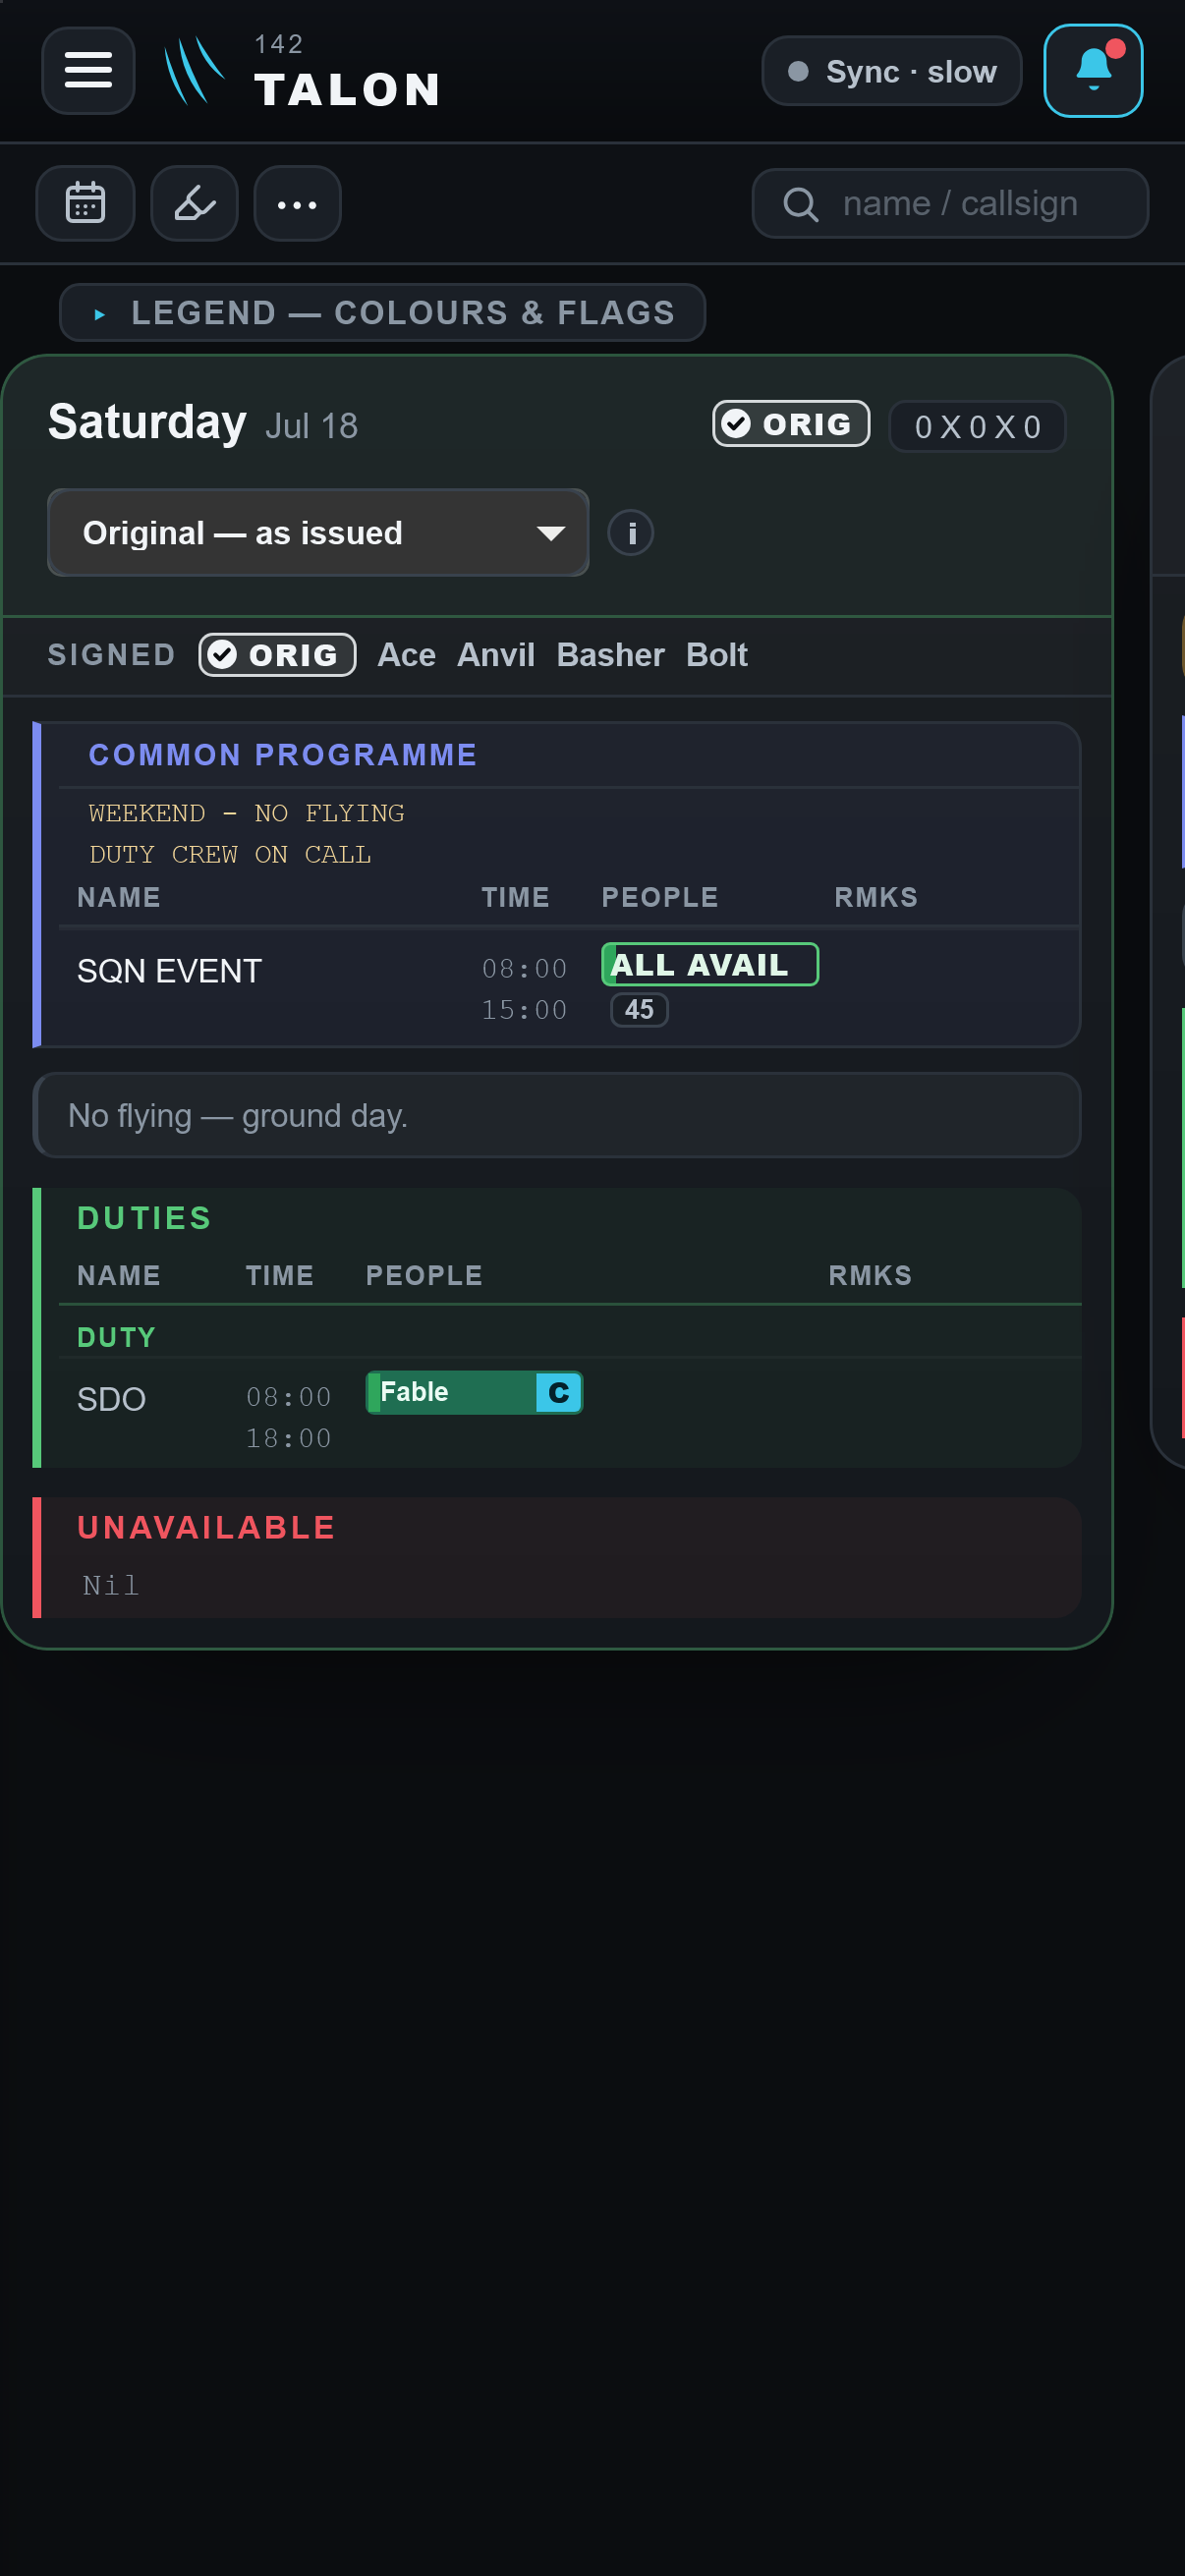 142
TALON
Sync · slow
name / callsign
LEGEND — COLOURS & FLAGS
Saturday Jul 18 ORIG 0 X 0 X 0
Original — as issued i
SIGNED ORIG Ace Anvil Basher Bolt
COMMON PROGRAMME
WEEKEND – NO FLYING
DUTY CREW ON CALL
NAME TIME PEOPLE RMKS
SQN EVENT 08:00 ALL AVAIL
15:00 45
No flying — ground day.
DUTIES
NAME TIME PEOPLE RMKS
DUTY
SDO 08:00 Fable C
18:00
UNAVAILABLE
Nil